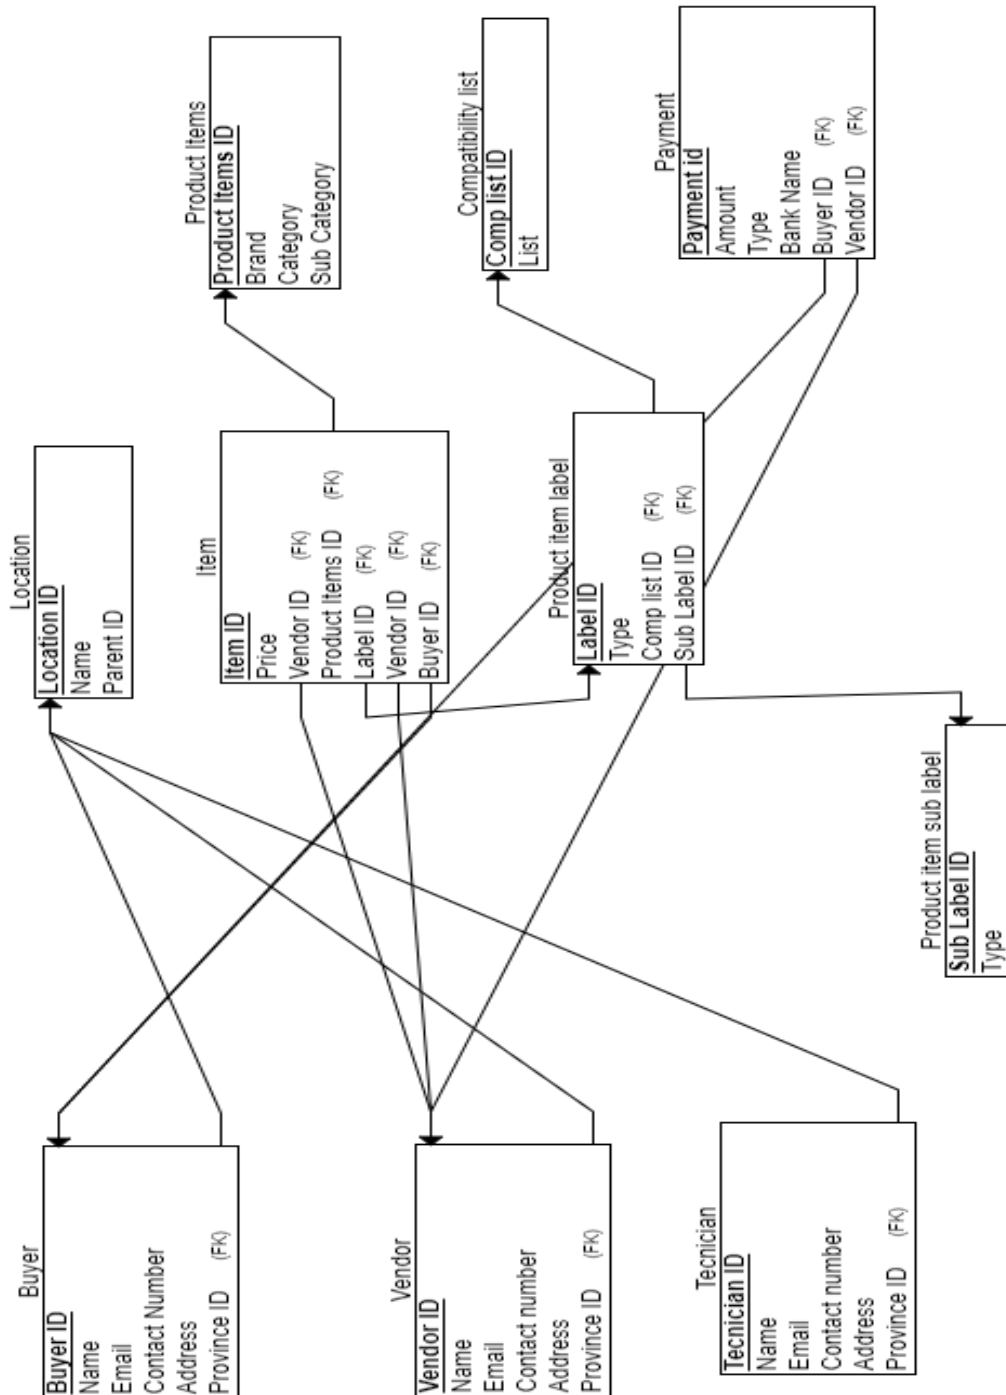 Buyer
Buyer ID
Name
Email
Contact Number
Address
Province ID (FK)
Vendor
Vendor ID
Name
Email
Contact number
Address
Province ID (FK)
Tecnician
Tecnician ID
Name
Email
Contact number
Address
Province ID (FK)
Product item sub label
Sub Label ID
Type
Location
Location ID
Name
Parent ID
Item
Item ID
Price
Vendor ID (FK)
Product Items ID (FK)
Label ID (FK)
Vendor ID (FK)
Buyer ID (FK)
Product item label
Label ID
Type
Comp list ID (FK)
Sub Label ID (FK)
Product Items
Product Items ID
Brand
Category
Sub Category
Compatibility list
Comp list ID
List
Payment
Payment id
Amount
Type
Bank Name
Buyer ID (FK)
Vendor ID (FK)